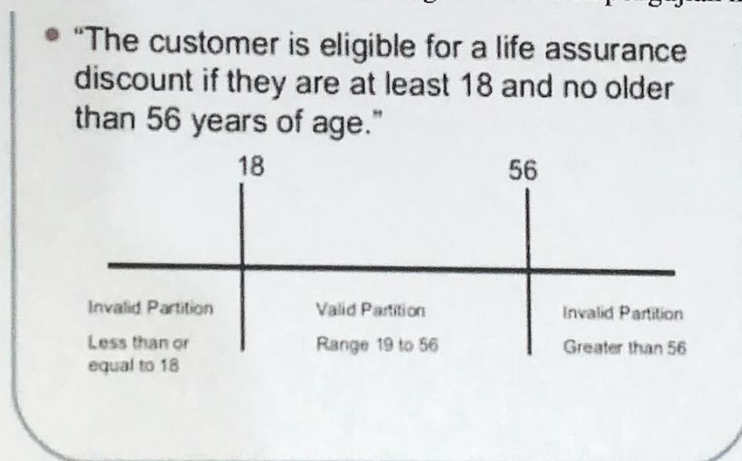 • "The customer is eligible for a life assurance
discount if they are at least 18 and no older
than 56 years of age."
18
56
Invalid Partition
Less than or
equal to 18
Valid Partition
Range 19 to 56
Invalid Partition
Greater than 56